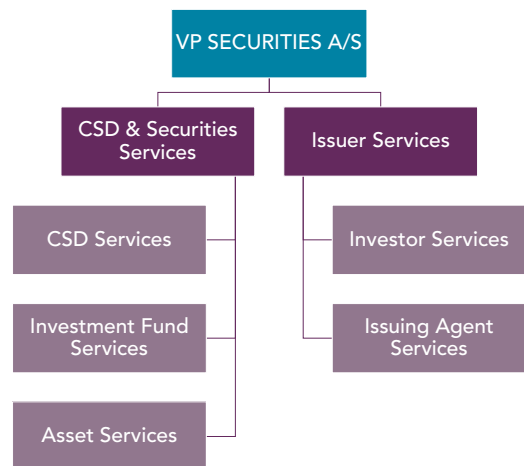 VP SECURITIES A/S
CSD & Securities
Services
Issuer Services
CSD Services
Investor Services
Investment Fund
Services
Issuing Agent
Services
Asset Services